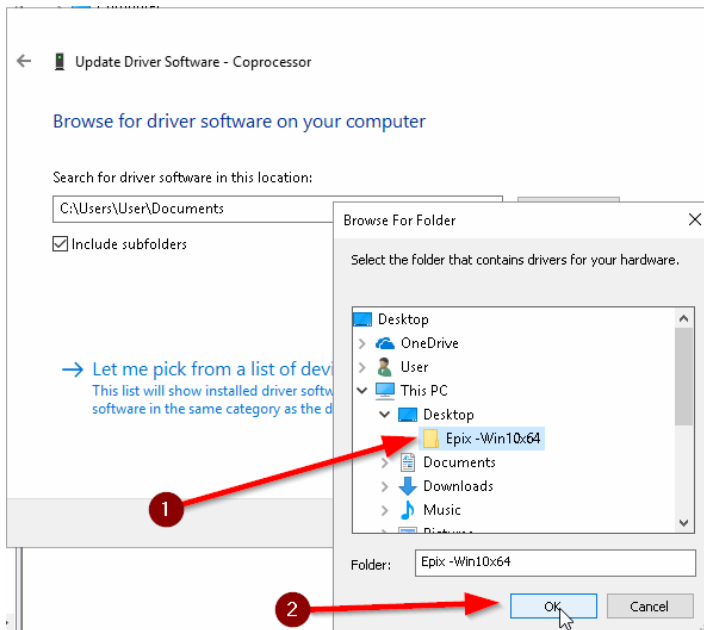 Update Driver Software - Coprocessor
Browse for driver software on your computer
Search for driver software in this location:
C:\Users\User\Documents
Include subfolders
Let me pick from a list of devi
This list will show installed driver softw
software in the same category as the d
Browse For Folder
Select the folder that contains drivers for your hardware.
Desktop
OneDrive
User
This PC
Desktop
Epix -Win10x64
Documents
Downloads
Music
Folder:
Epix -Win10x64
OK
Cancel
1
2